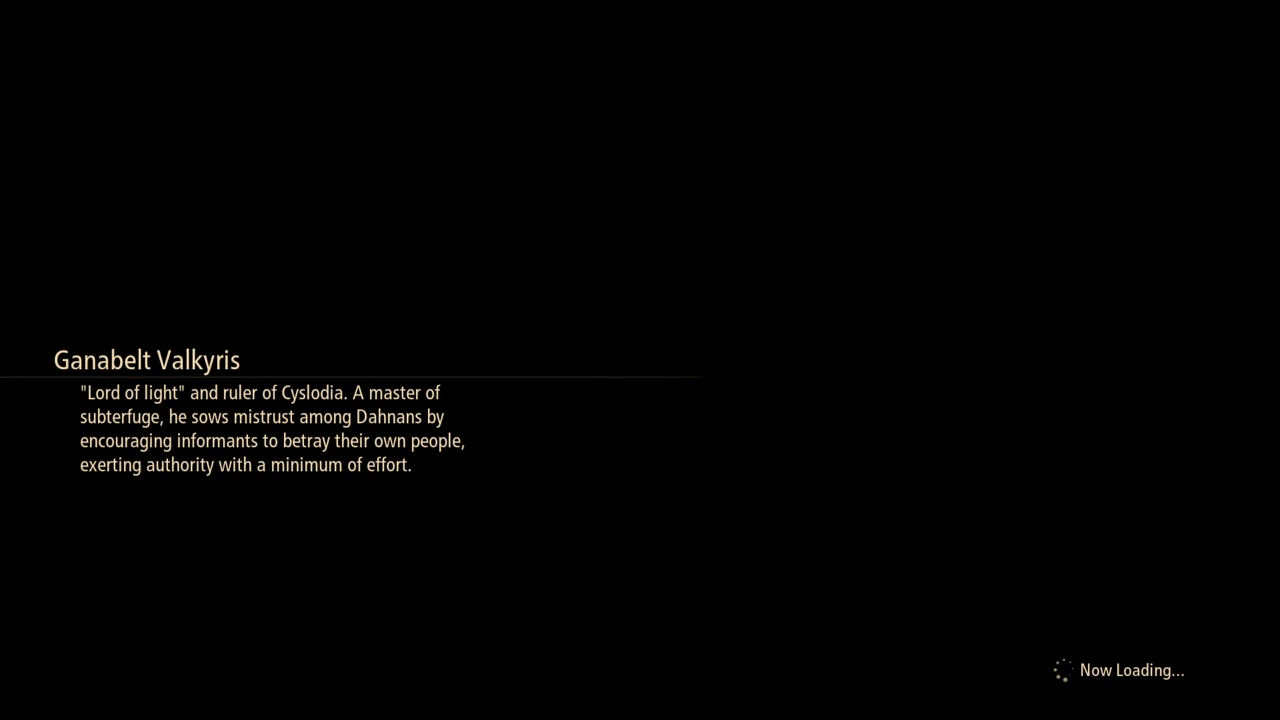 Ganabelt Valkyris
"Lord of light" and ruler of Cyslodia. A master of
subterfuge, he sows mistrust among Dahnans by
encouraging informants to betray their own people,
exerting authority with a minimum of effort.
Now Loading...